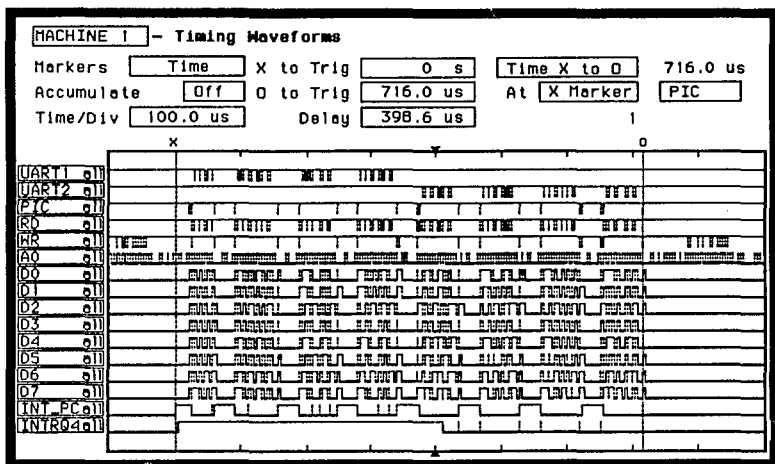 MACHINE 1 - Timing Waveforms
Markers Time X to Trig 0 s Time X to O 716.0 us
Accumulate Off O to Trig 716.0 us At X Marker PIC
Time/Div 100.0 us Delay 398.6 us 1
X O
UART1 all
UART2 all
PIC all
RD all
WR all
A0 all
D0 all
D1 all
D2 all
D3 all
D4 all
D5 all
D6 all
D7 all
INT_PC all
INTRQ4 all